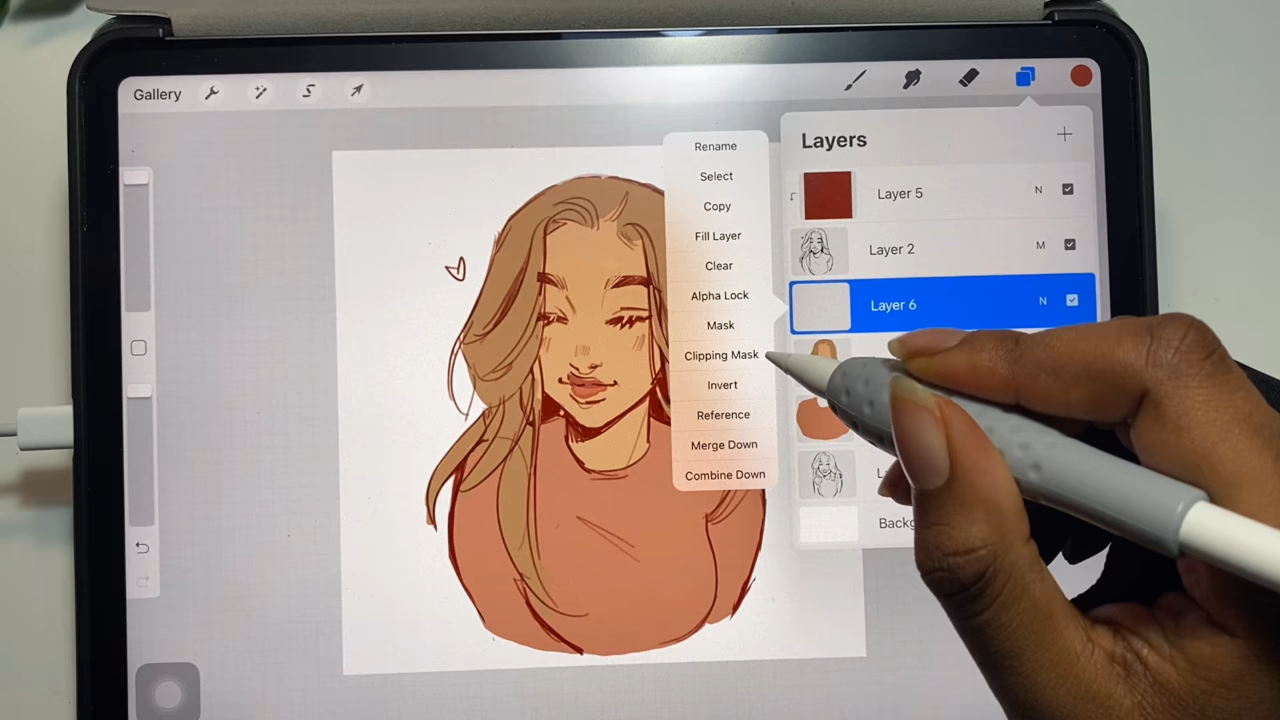 Gallery
Layers
Layer 5 N
Layer 2 M
Layer 6 N
Rename
Select
Copy
Fill Layer
Clear
Alpha Lock
Mask
Clipping Mask
Invert
Reference
Merge Down
Combine Down